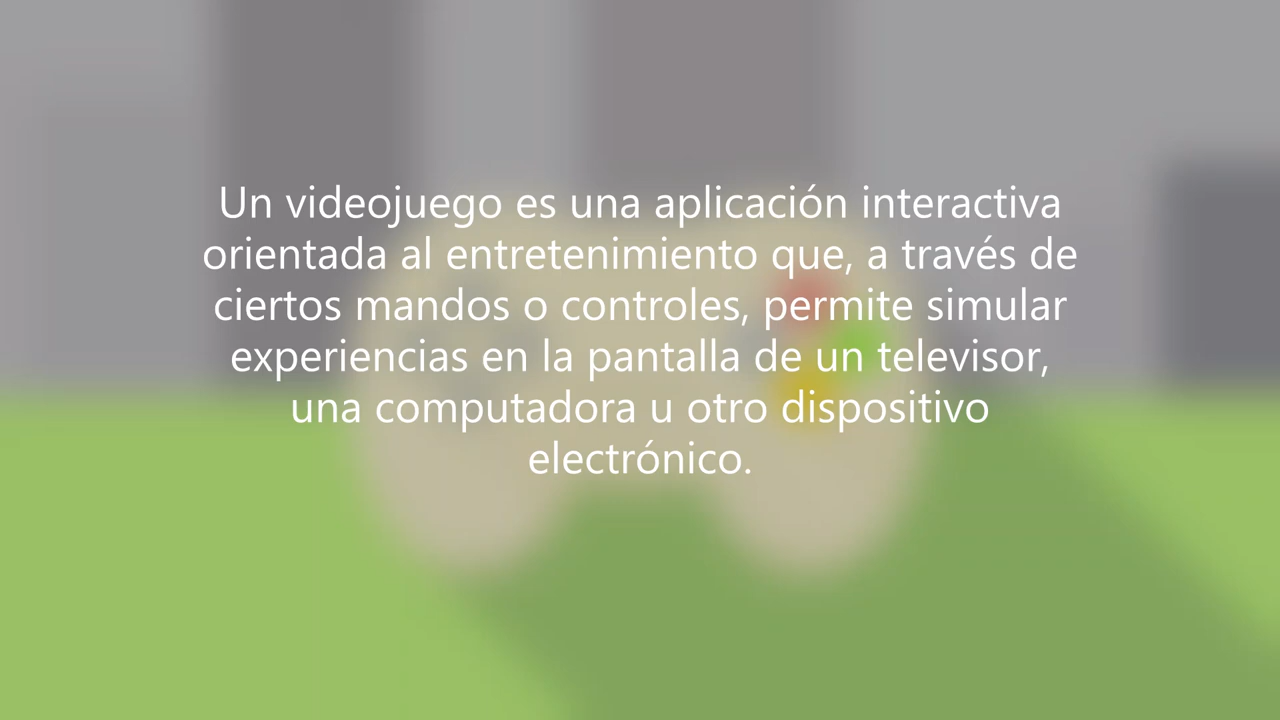 Un videojuego es una aplicación interactiva
orientada al entretenimiento que, a través de
ciertos mandos o controles, permite simular
experiencias en la pantalla de un televisor,
una computadora u otro dispositivo
electrónico.